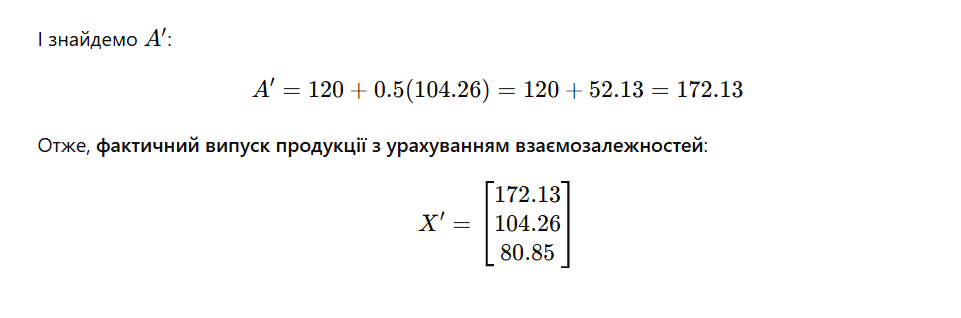 І знайдемо A′:
A′ = 120 + 0.5(104.26) = 120 + 52.13 = 172.13
Отже, фактичний випуск продукції з урахуванням взаємозалежностей:
X′ = [172.13
104.26
80.85]